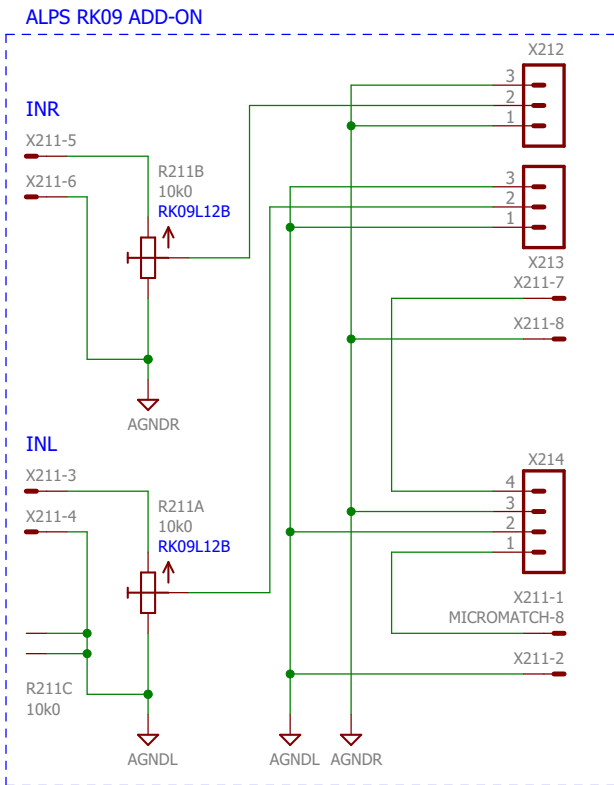 ALPS RK09 ADD-ON
X212
3
2
1
INR
X211-5
X211-6
R211B
10k0
RK09L12B
3
2
1
X213
X211-7
X211-8
AGNDR
INL
X211-3
X211-4
R211A
10k0
RK09L12B
X214
4
3
2
1
X211-1
MICROMATCH-8
X211-2
R211C
10k0
AGNDL
AGNDL AGNDR